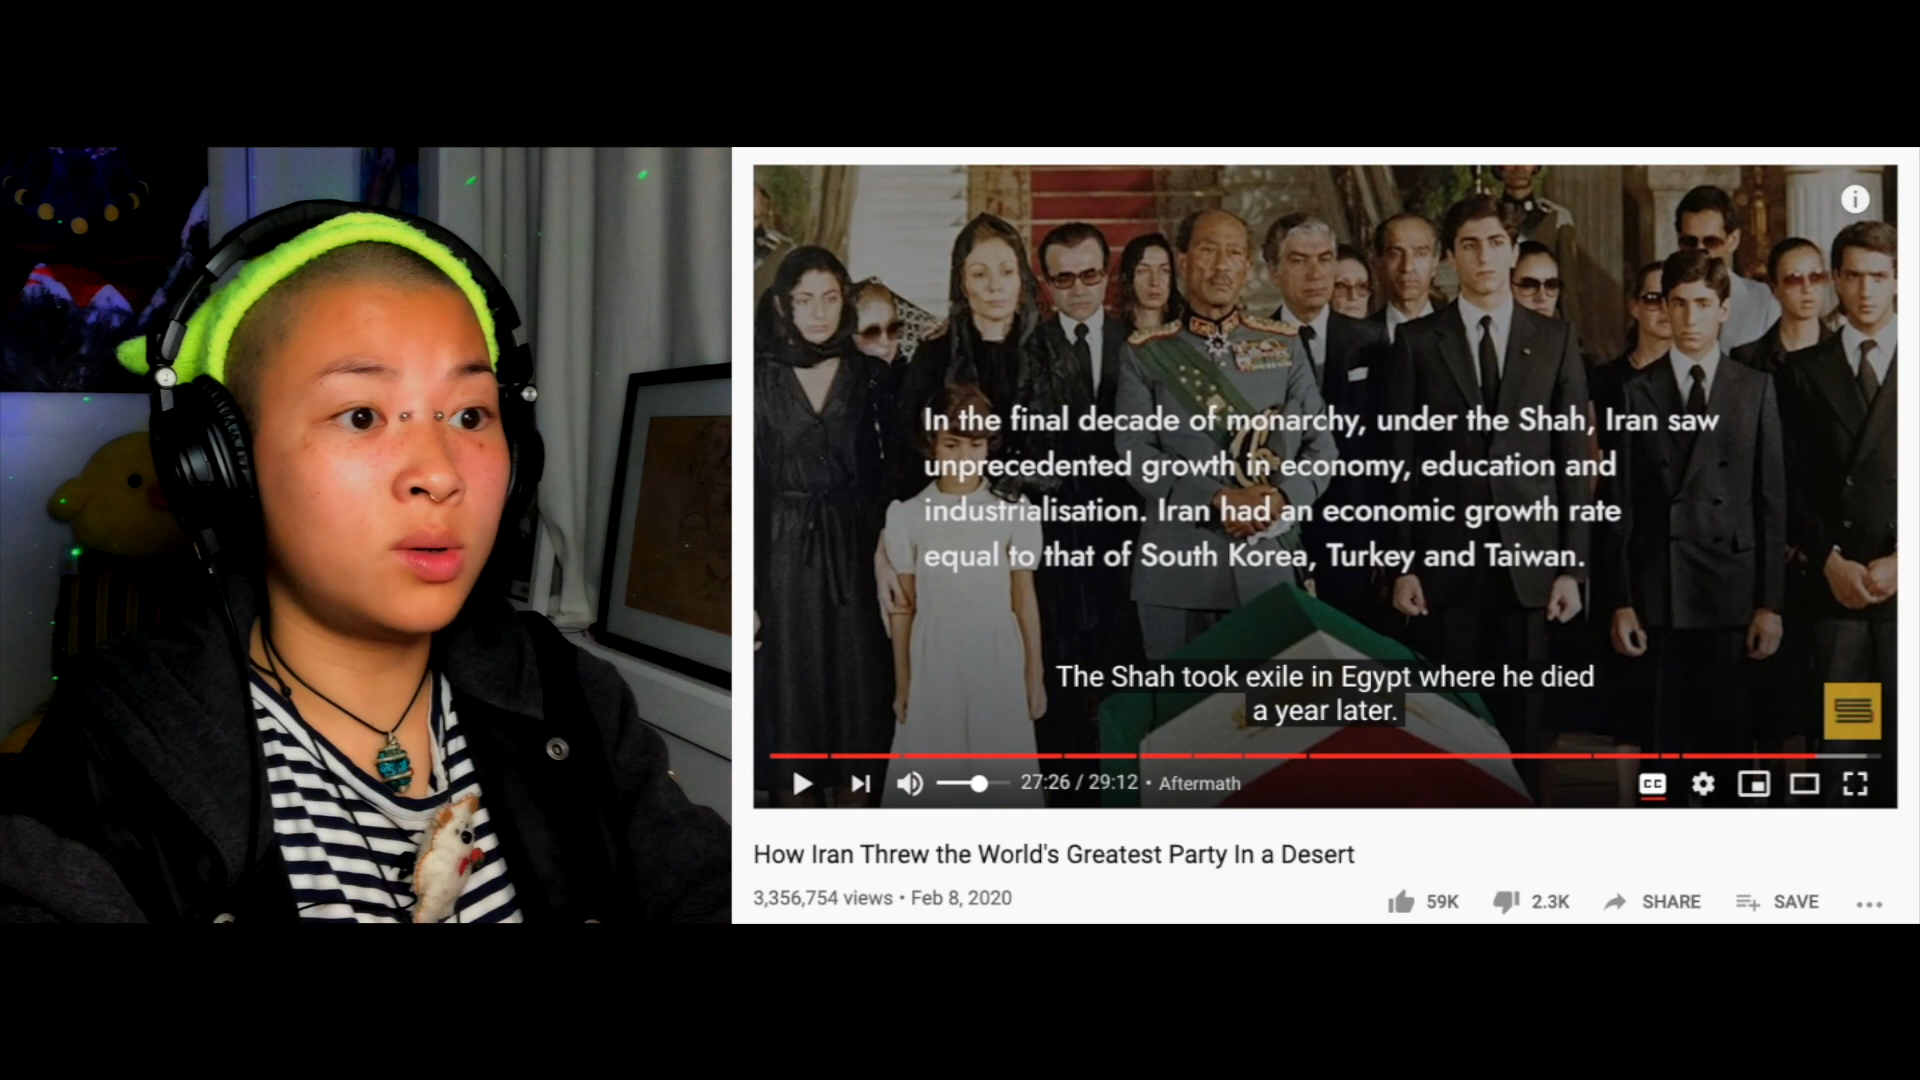 In the final decade of monarchy, under the Shah, Iran saw
unprecedented growth in economy, education and
industrialisation. Iran had an economic growth rate
equal to that of South Korea, Turkey and Taiwan.
The Shah took exile in Egypt where he died
a year later.
27:26 / 29:12 • Aftermath
CC
How Iran Threw the World's Greatest Party In a Desert
3,356,754 views • Feb 8, 2020
59K
2.3K
SHARE
SAVE